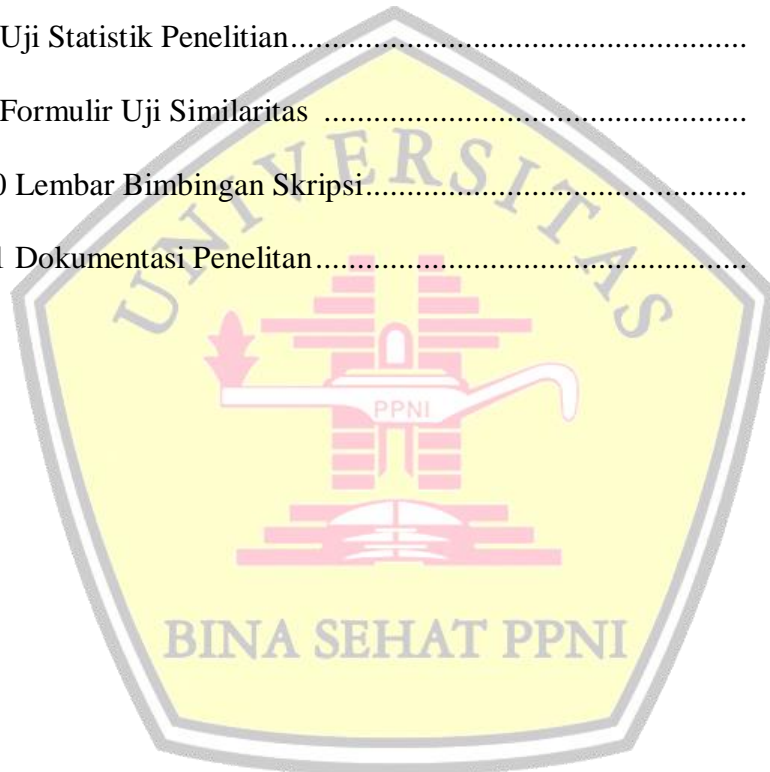 Uji Statistik Penelitian
Formulir Uji Similaritas
0 Lembar Bimbingan Skripsi
1 Dokumentasi Penelitan
UNIVERSITAS
PPNI
BINA SEHAT PPNI